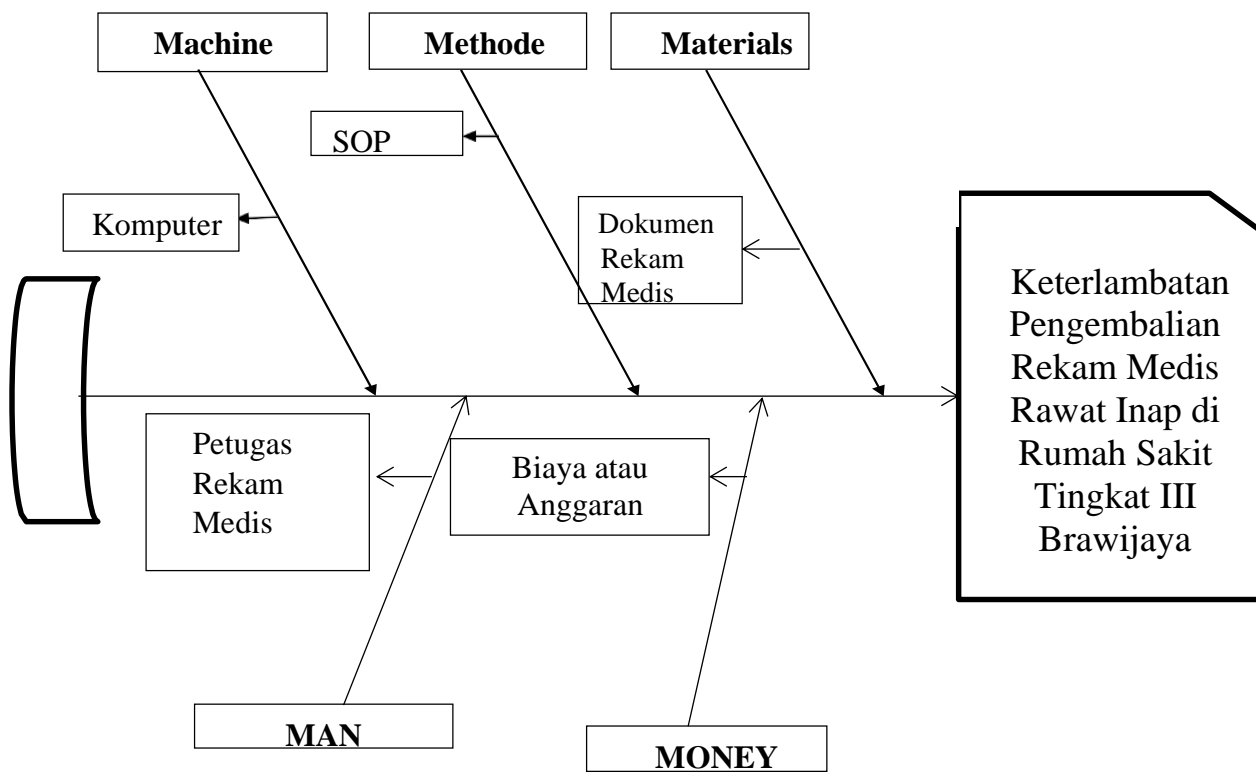 Machine
Methode
Materials
SOP
Komputer
Dokumen
Rekam
Medis
Keterlambatan
Pengembalian
Rekam Medis
Rawat Inap di
Rumah Sakit
Tingkat III
Brawijaya
Petugas
Rekam
Medis
Biaya atau
Anggaran
MAN
MONEY